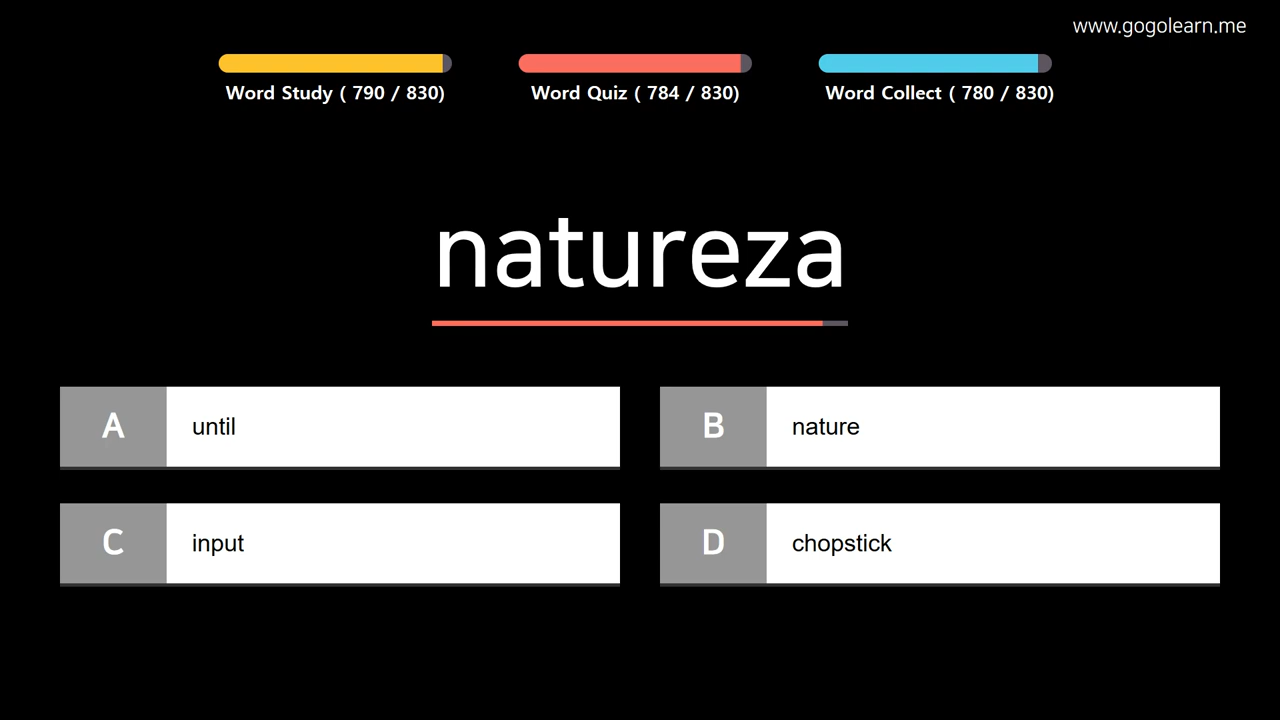 www.gogolearn.me
Word Study ( 790 / 830)
Word Quiz ( 784 / 830)
Word Collect ( 780 / 830)
natureza
A until
B nature
C input
D chopstick